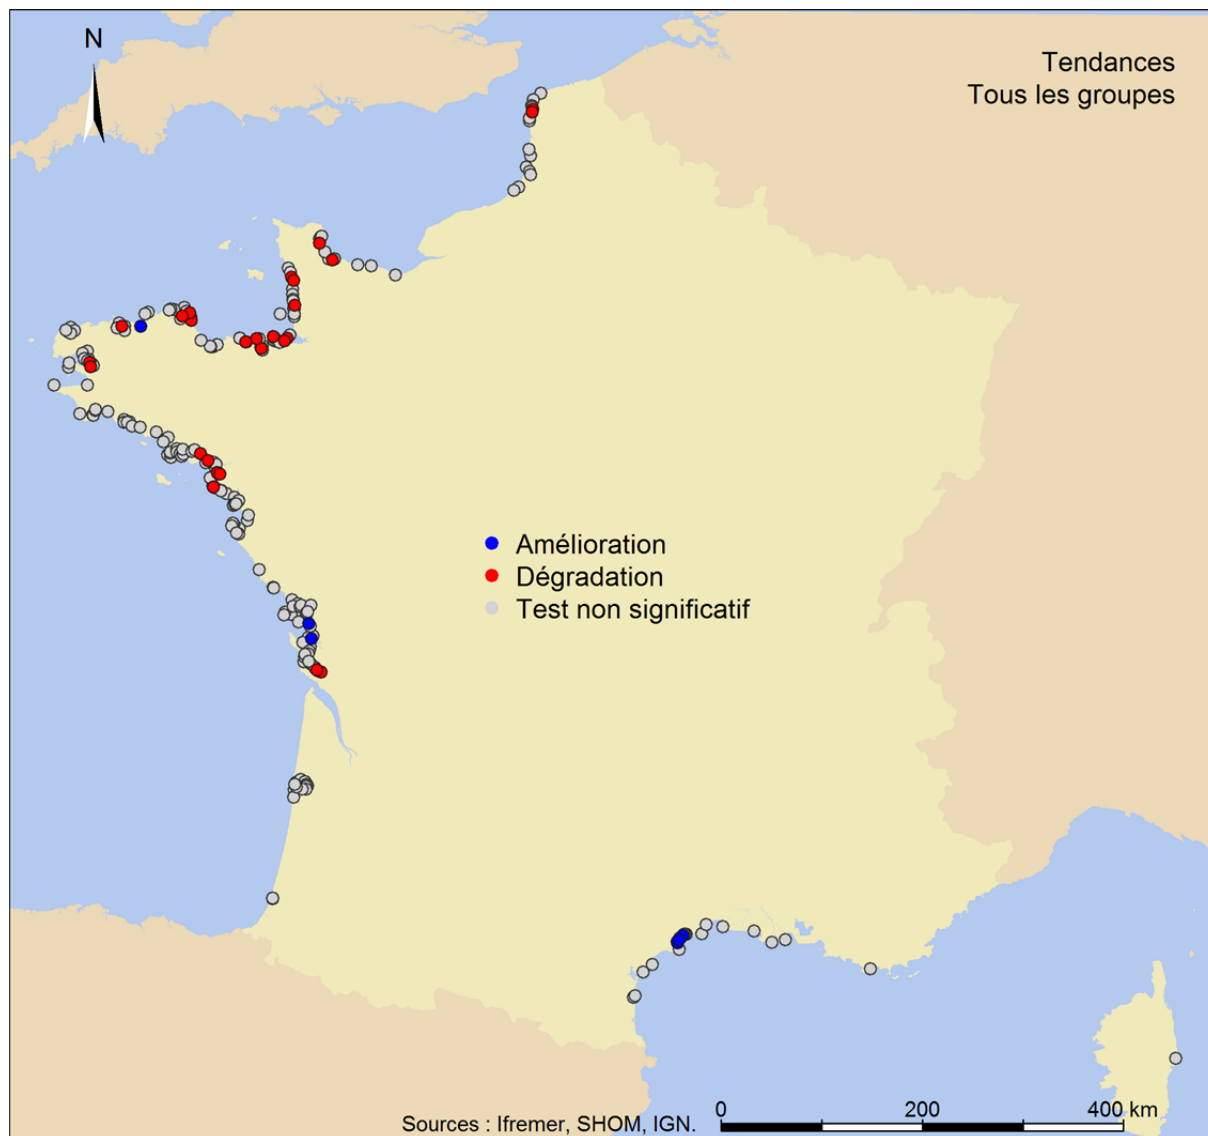 N
Tendances
Tous les groupes
Amélioration
Dégradation
Test non significatif
0 200 400 km
Sources : Ifremer, SHOM, IGN.